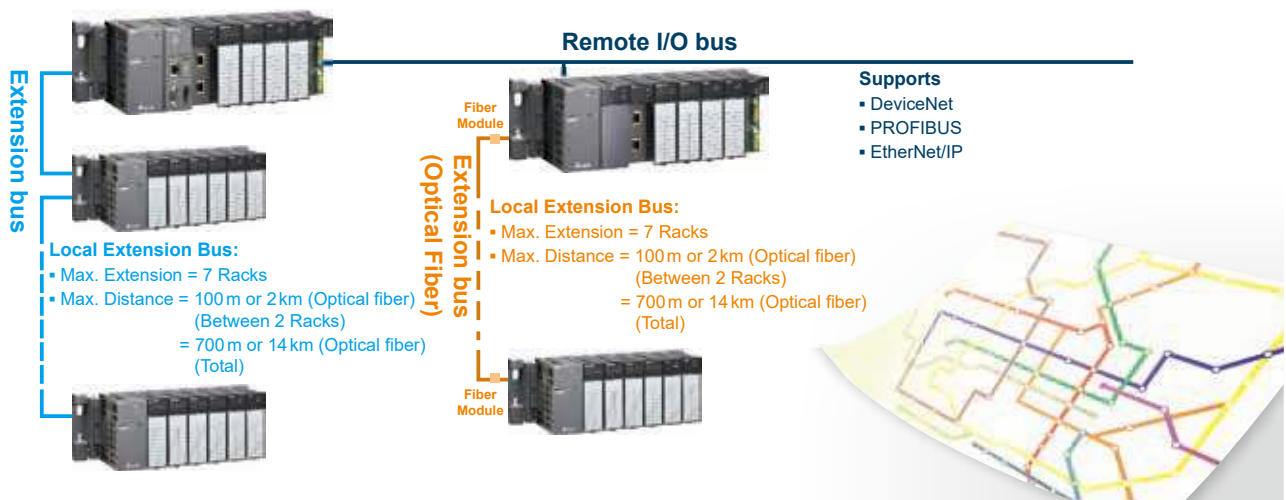 Remote I/O bus
Extension bus
Supports
▪ DeviceNet
▪ PROFIBUS
▪ EtherNet/IP
Fiber
Module
Extension bus
(Optical Fiber)
Local Extension Bus:
▪ Max. Extension = 7 Racks
▪ Max. Distance = 100 m or 2 km (Optical fiber)
(Between 2 Racks)
= 700 m or 14 km (Optical fiber)
(Total)
Local Extension Bus:
▪ Max. Extension = 7 Racks
▪ Max. Distance = 100 m or 2 km (Optical fiber)
(Between 2 Racks)
= 700 m or 14 km (Optical fiber)
(Total)
Fiber
Module